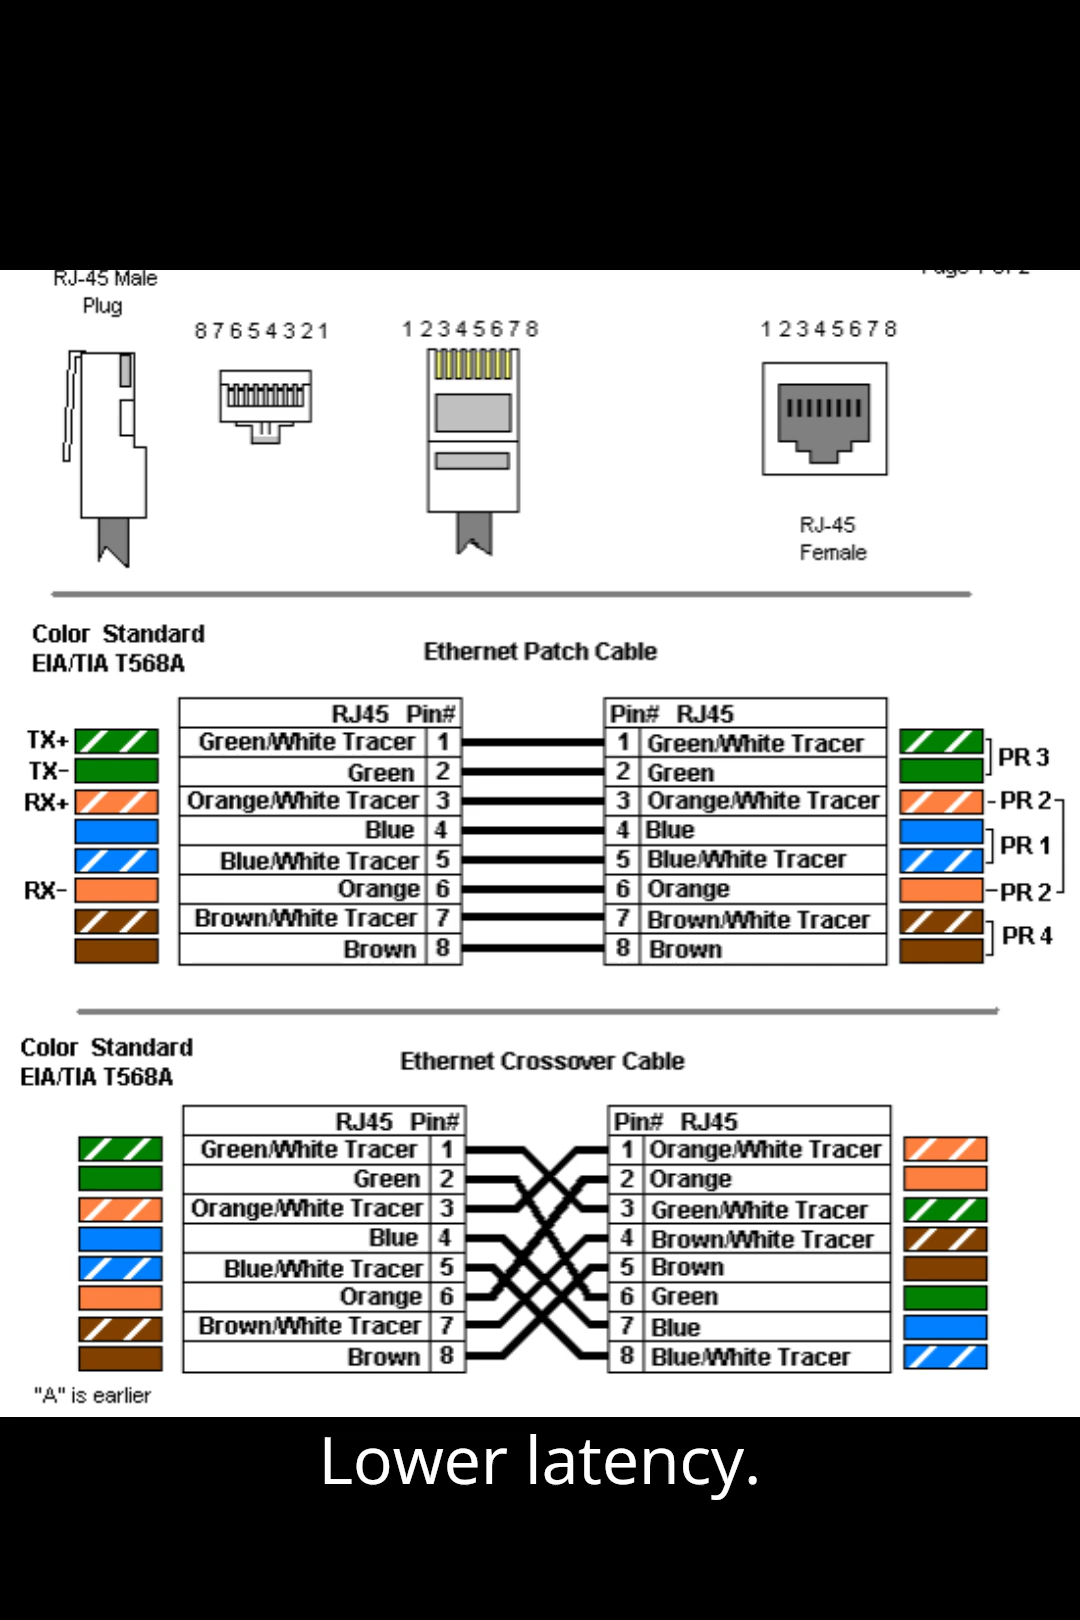 RJ-45 Male
Plug
Page 1 of 2
8 7 6 5 4 3 2 1
1 2 3 4 5 6 7 8
1 2 3 4 5 6 7 8
RJ-45
Female
Color Standard
EIA/TIA T568A
Ethernet Patch Cable
RJ45 Pin#
Pin# RJ45
TX+ Green/White Tracer 1
1 Green/White Tracer
TX- Green 2
2 Green
PR 3
RX+ Orange/White Tracer 3
3 Orange/White Tracer
PR 2
Blue 4
4 Blue
Blue/White Tracer 5
5 Blue/White Tracer
PR 1
RX- Orange 6
6 Orange
PR 2
Brown/White Tracer 7
7 Brown/White Tracer
Brown 8
8 Brown
PR 4
Color Standard
EIA/TIA T568A
Ethernet Crossover Cable
RJ45 Pin#
Pin# RJ45
Green/White Tracer 1
1 Orange/White Tracer
Green 2
2 Orange
Orange/White Tracer 3
3 Green/White Tracer
Blue 4
4 Brown/White Tracer
Blue/White Tracer 5
5 Brown
Orange 6
6 Green
Brown/White Tracer 7
7 Blue
Brown 8
8 Blue/White Tracer
"A" is earlier
Lower latency.